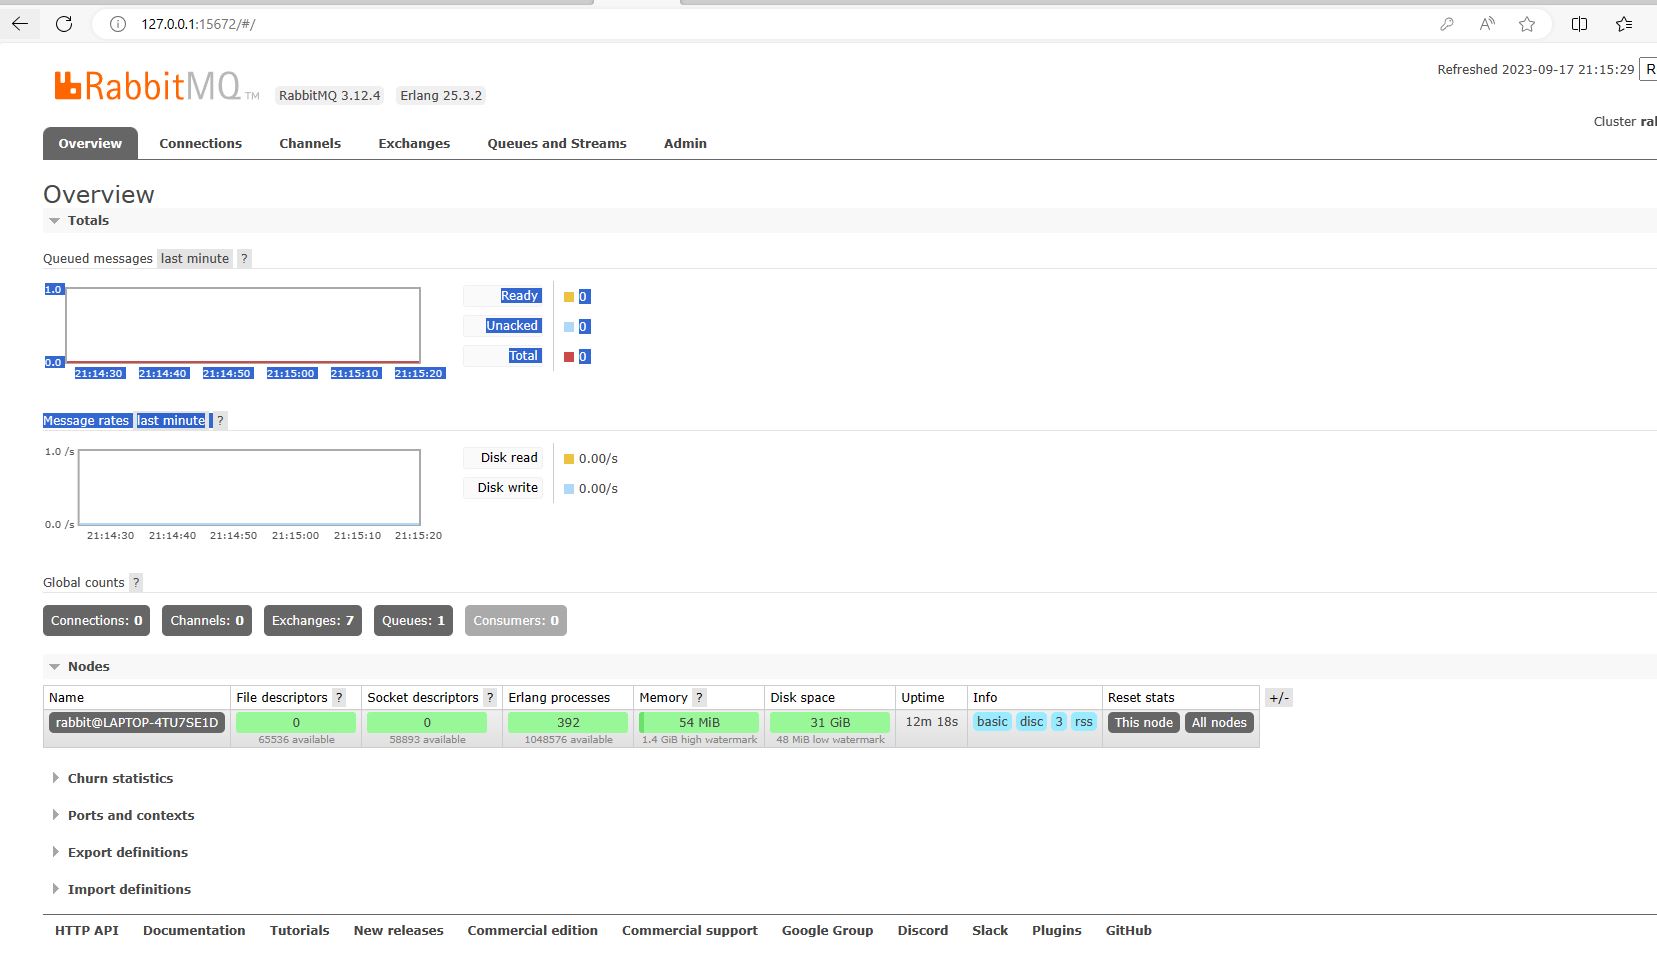 127.0.0.1:15672/#/
RabbitMQ TM RabbitMQ 3.12.4 Erlang 25.3.2
Refreshed 2023-09-17 21:15:29 R
Cluster
Overview Connections Channels Exchanges Queues and Streams Admin
Overview
Totals
Queued messages last minute ?
1.0
0.0
21:14:30 21:14:40 21:14:50 21:15:00 21:15:10 21:15:20
Ready 0
Unacked 0
Total 0
Message rates last minute ?
1.0 /s
0.0 /s
21:14:30 21:14:40 21:14:50 21:15:00 21:15:10 21:15:20
Disk read 0.00/s
Disk write 0.00/s
Global counts ?
Connections: 0 Channels: 0 Exchanges: 7 Queues: 1 Consumers: 0
Nodes
Name File descriptors ? Socket descriptors ? Erlang processes Memory ? Disk space Uptime Info Reset stats +/-
rabbit@LAPTOP-4TU7SE1D 0 0 392 54 MiB 31 GiB 12m 18s basic disc 3 rss This node All nodes
65536 available 58893 available 1048576 available 1.4 GiB high watermark 48 MiB low watermark
Churn statistics
Ports and contexts
Export definitions
Import definitions
HTTP API Documentation Tutorials New releases Commercial edition Commercial support Google Group Discord Slack Plugins GitHub